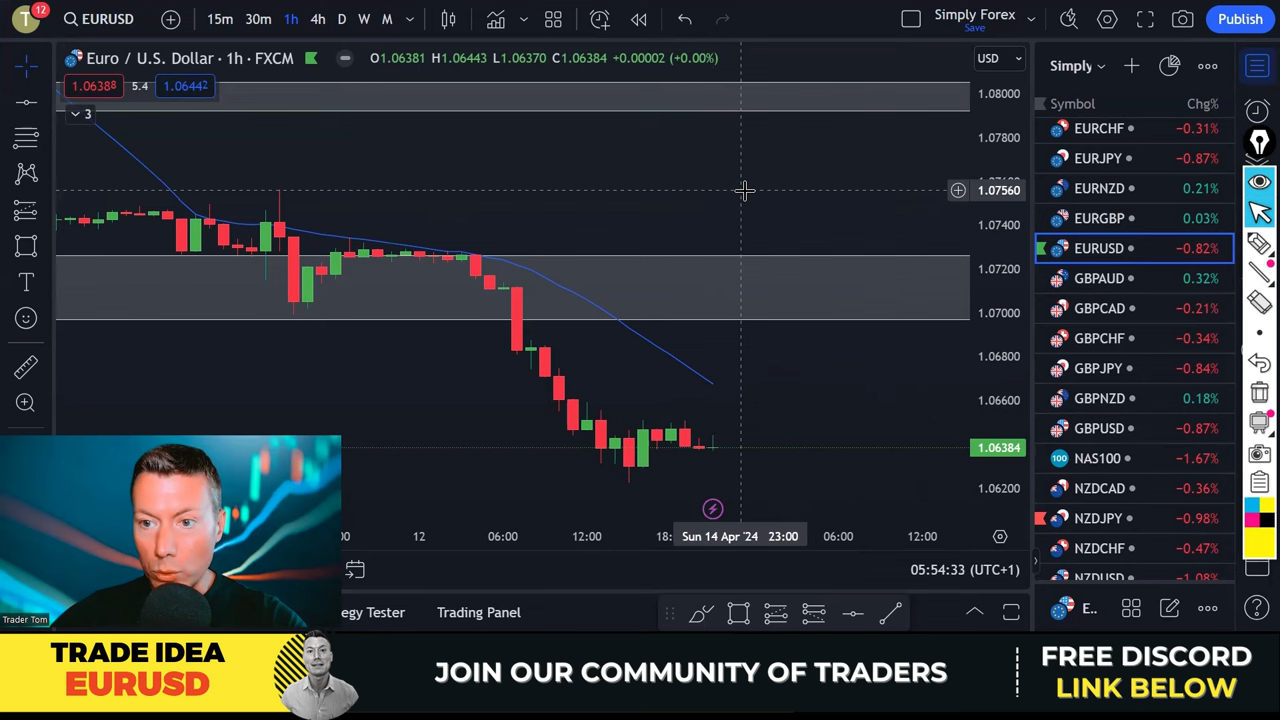 T
12
EURUSD
15m 30m 1h 4h D W M
Simply Forex
Save
Publish
Euro / U.S. Dollar · 1h · FXCM
O1.06381 H1.06443 L1.06370 C1.06384 +0.00002 (+0.00%)
1.06388
5.4
1.06442
3
USD
1.08000
1.07800
1.07560
1.07400
1.07200
1.07000
1.06800
1.06600
1.06384
1.06200
12 06:00 12:00 18: Sun 14 Apr '24 23:00 06:00 12:00
05:54:33 (UTC+1)
egy Tester
Trading Panel
Simply
Symbol Chg%
EURCHF -0.31%
EURJPY -0.87%
EURNZD 0.21%
EURGBP 0.03%
EURUSD -0.82%
GBPAUD 0.32%
GBPCAD -0.21%
GBPCHF -0.34%
GBPJPY -0.84%
GBPNZD 0.18%
GBPUSD -0.87%
100 NAS100 -1.67%
NZDCAD -0.36%
NZDJPY -0.98%
NZDCHF -0.47%
NZDUSD -1.08%
E..
Trader Tom
TRADE IDEA
EURUSD
JOIN OUR COMMUNITY OF TRADERS
FREE DISCORD
LINK BELOW